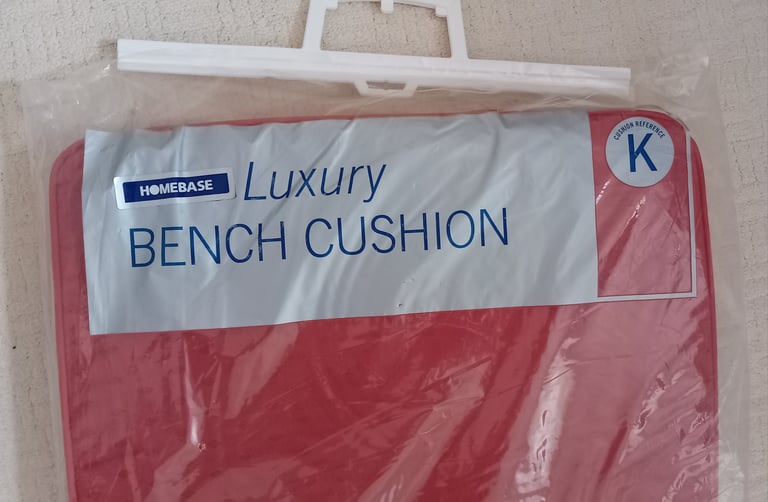 HOMEBASE Luxury
BENCH CUSHION
CUSHION REFERENCE
K